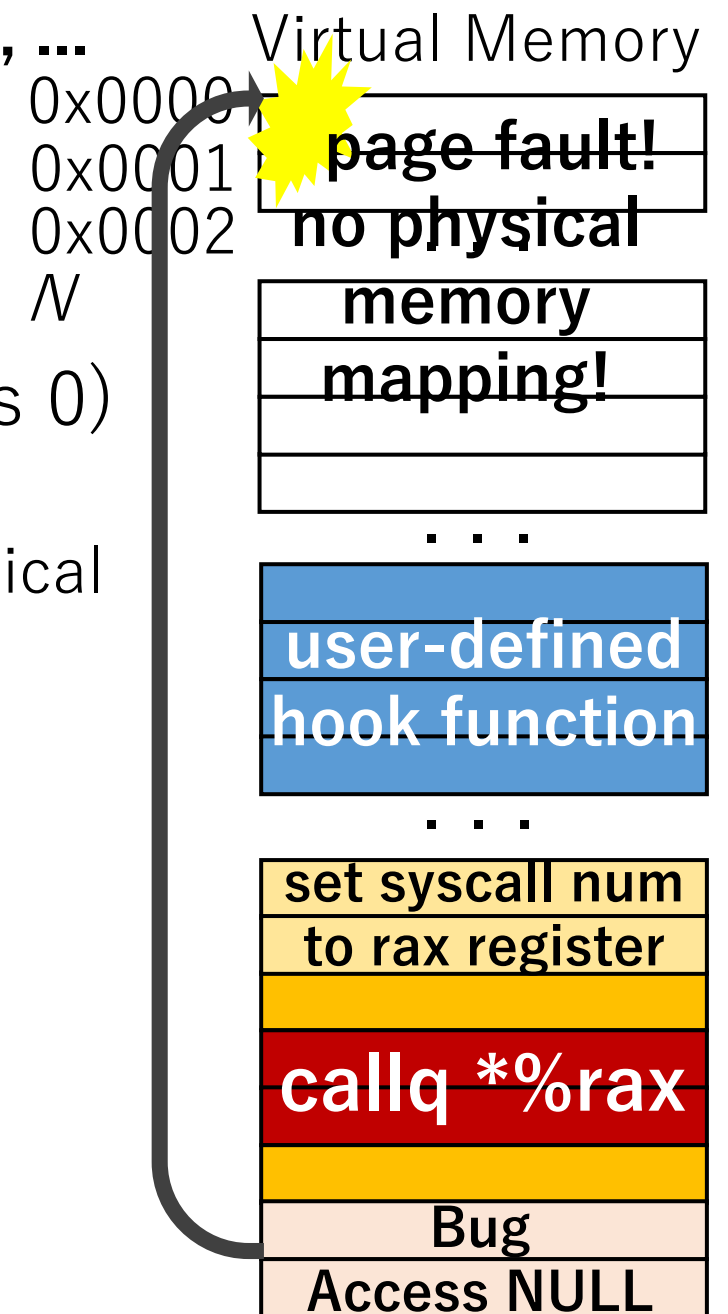 , ...
Virtual Memory
0x0000
0x0001
0x0002
N
page fault!
no physical
memory
mapping!
s 0)
. . .
ical
user-defined
hook function
. . .
set syscall num
to rax register
callq *%rax
Bug
Access NULL